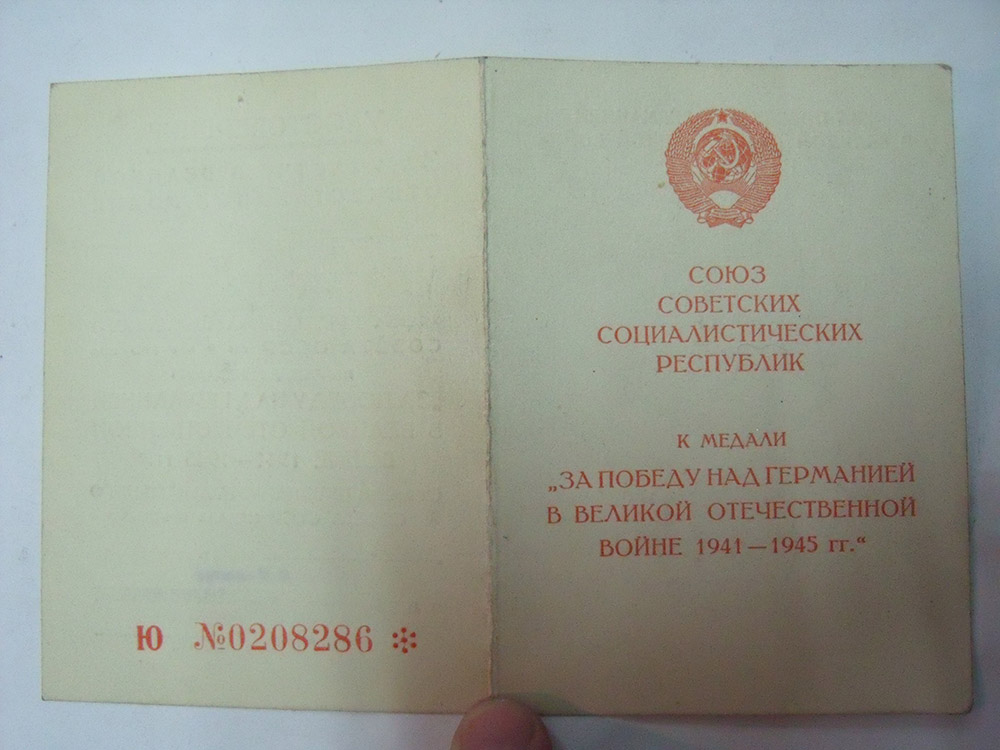 Ю №0208286
СОЮЗ
СОВЕТСКИХ
СОЦИАЛИСТИЧЕСКИХ
РЕСПУБЛИК
К МЕДАЛИ
„ЗА ПОБЕДУ НАД ГЕРМАНИЕЙ
В ВЕЛИКОЙ ОТЕЧЕСТВЕННОЙ
ВОЙНЕ 1941—1945 гг.“